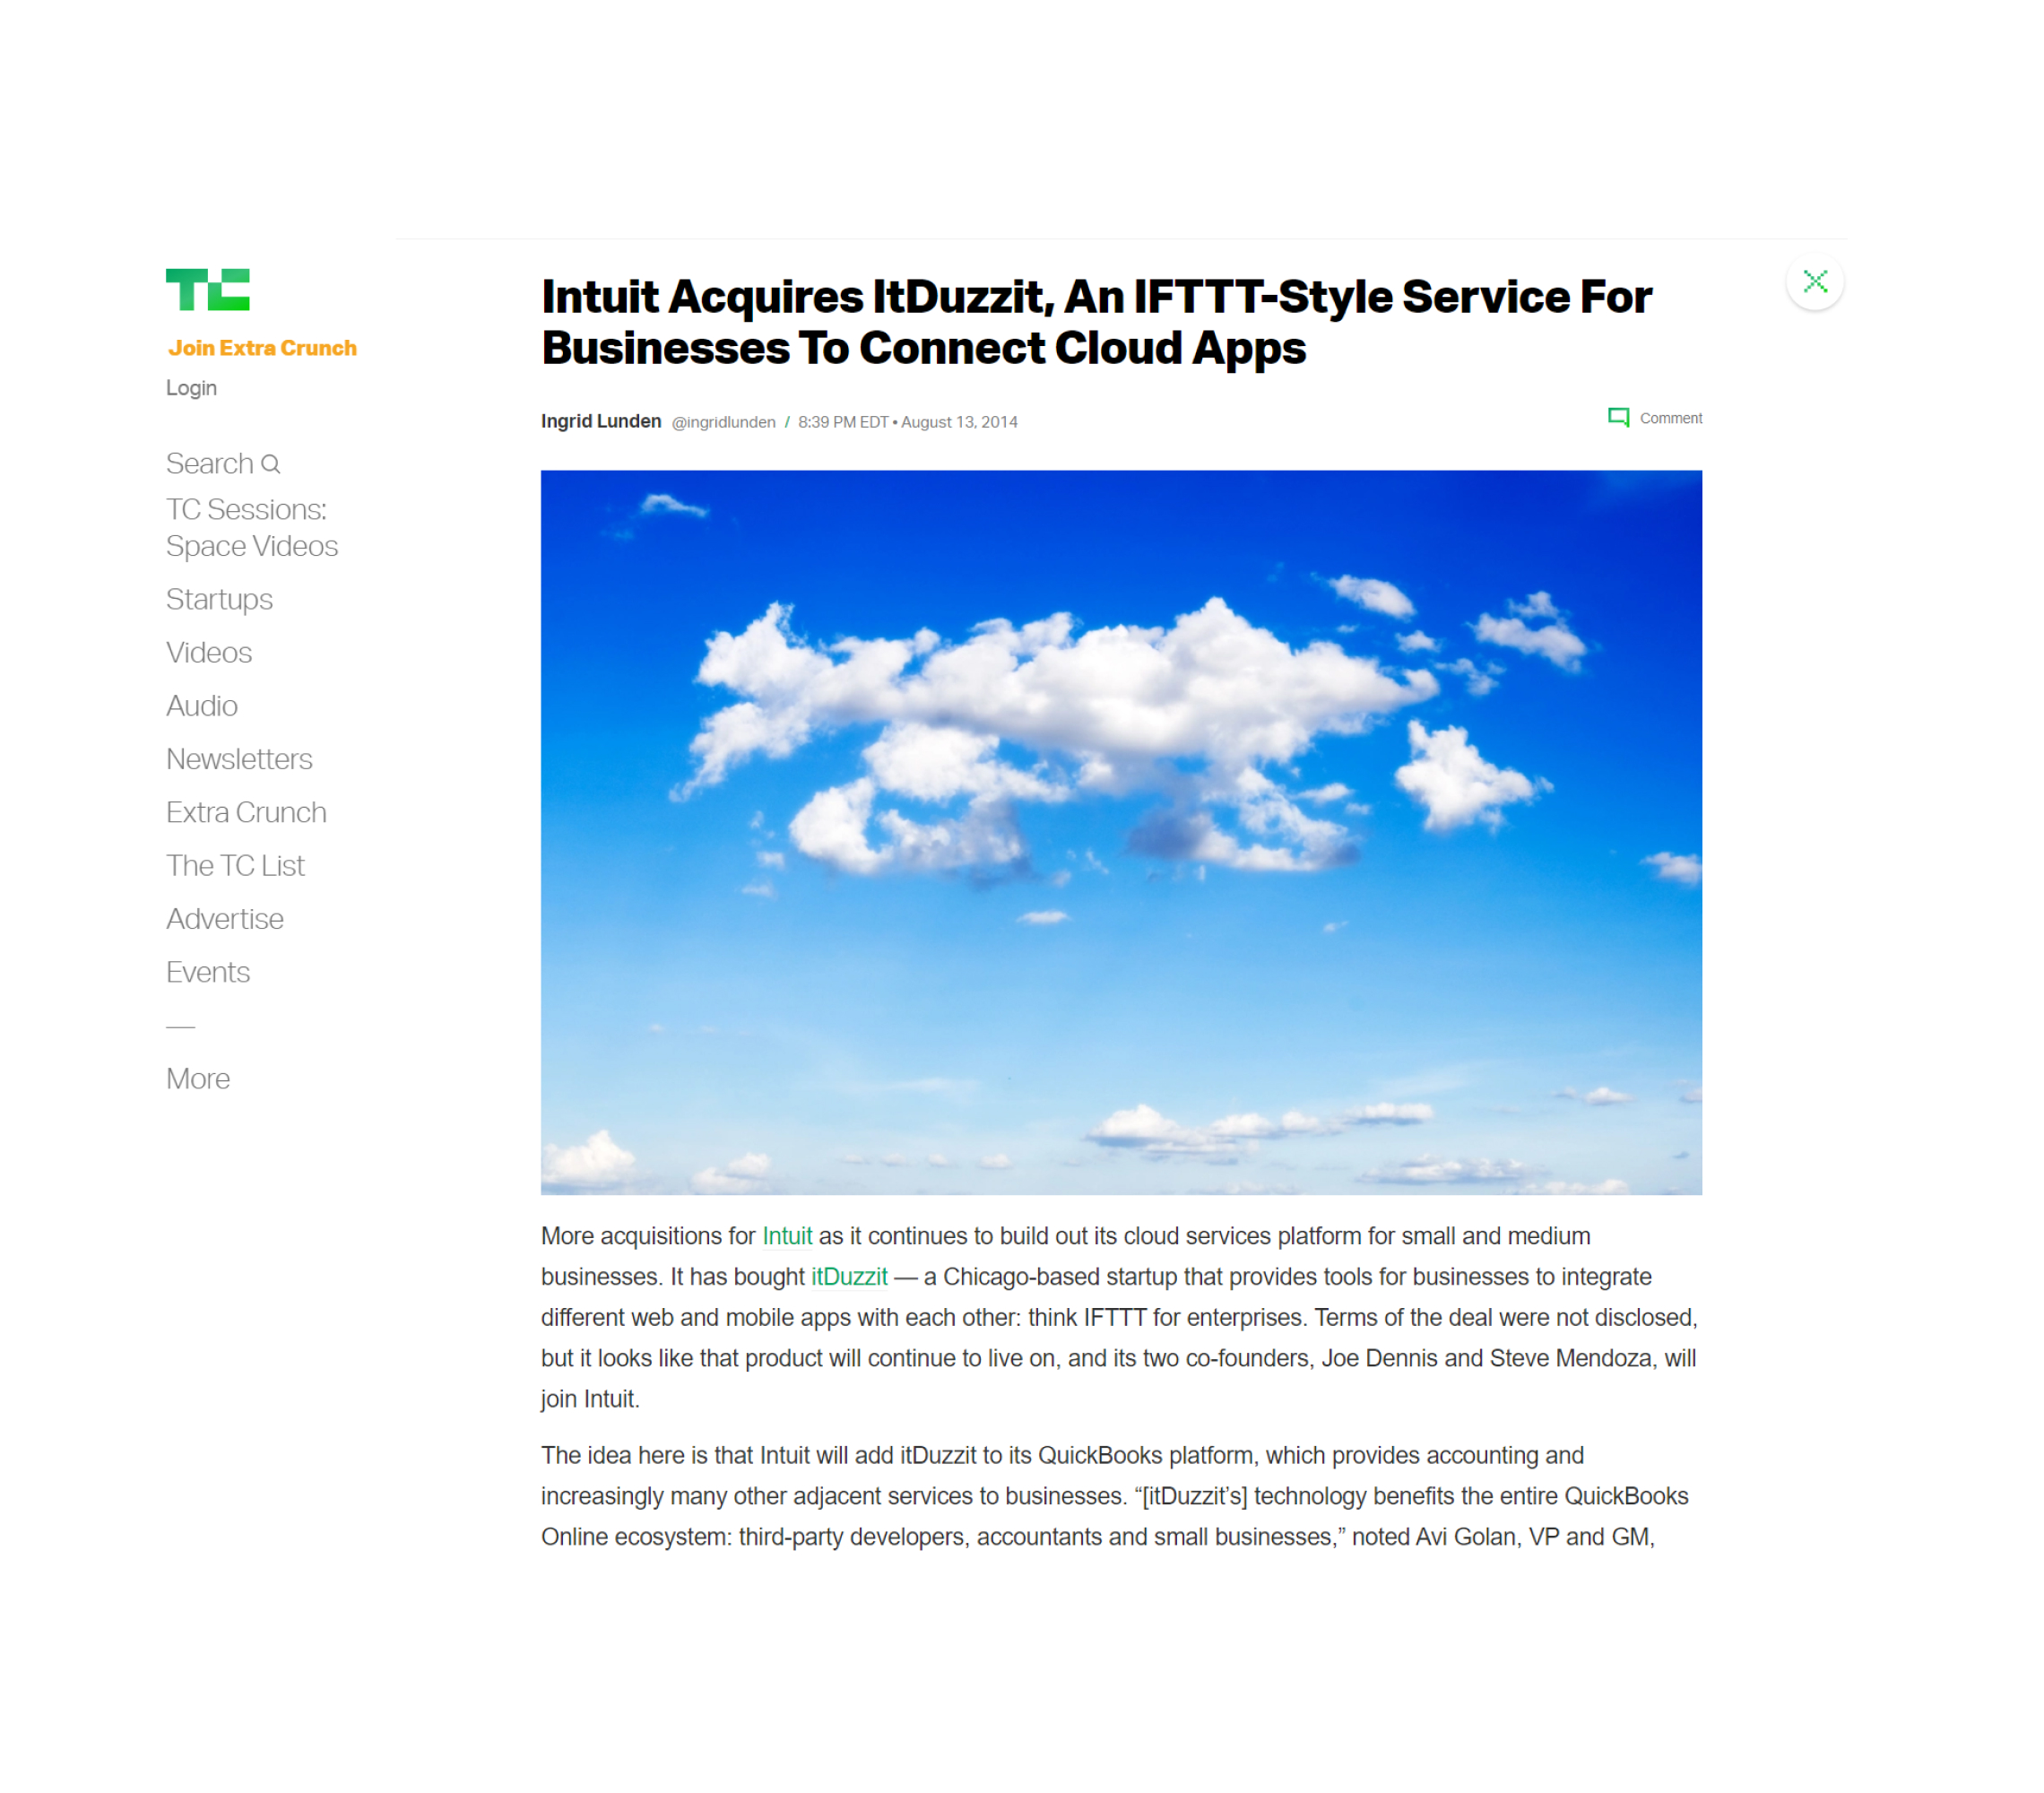 TC
Join Extra Crunch
Login
Search
TC Sessions:
Space Videos
Startups
Videos
Audio
Newsletters
Extra Crunch
The TC List
Advertise
Events
—
More
Intuit Acquires ItDuzzit, An IFTTT-Style Service For
Businesses To Connect Cloud Apps
Ingrid Lunden @ingridlunden / 8:39 PM EDT • August 13, 2014
Comment
More acquisitions for Intuit as it continues to build out its cloud services platform for small and medium
businesses. It has bought itDuzzit — a Chicago-based startup that provides tools for businesses to integrate
different web and mobile apps with each other: think IFTTT for enterprises. Terms of the deal were not disclosed,
but it looks like that product will continue to live on, and its two co-founders, Joe Dennis and Steve Mendoza, will
join Intuit.
The idea here is that Intuit will add itDuzzit to its QuickBooks platform, which provides accounting and
increasingly many other adjacent services to businesses. “[itDuzzit’s] technology benefits the entire QuickBooks
Online ecosystem: third-party developers, accountants and small businesses,” noted Avi Golan, VP and GM,